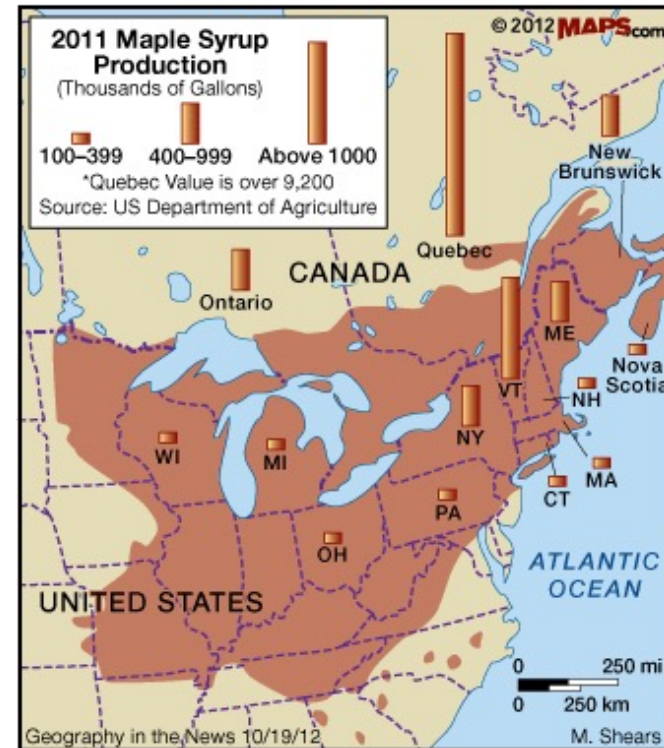 2011 Maple Syrup
Production
(Thousands of Gallons)
100–399 400–999 Above 1000
*Quebec Value is over 9,200
Source: US Department of Agriculture
© 2012 MAPS.com
New
Brunswick
Quebec
CANADA
Ontario
ME
Nova
Scotia
VT
NH
NY
WI
MI
MA
CT
PA
OH
ATLANTIC
OCEAN
UNITED STATES
0 250 mi
0 250 km
Geography in the News 10/19/12
M. Shears